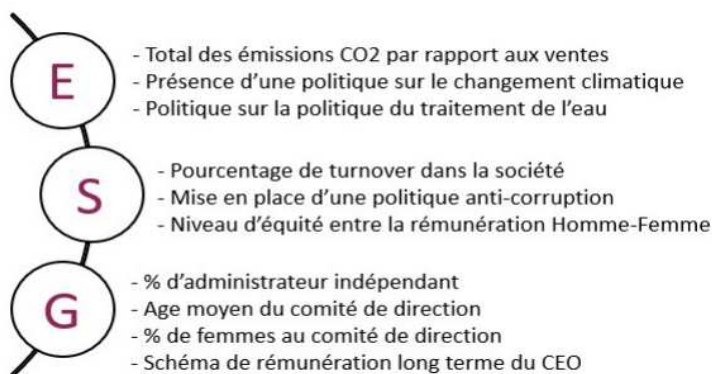 E
- Total des émissions CO2 par rapport aux ventes
- Présence d'une politique sur le changement climatique
- Politique sur la politique du traitement de l'eau
S
- Pourcentage de turnover dans la société
- Mise en place d'une politique anti-corruption
- Niveau d'équité entre la rémunération Homme-Femme
G
- % d'administrateur indépendant
- Age moyen du comité de direction
- % de femmes au comité de direction
- Schéma de rémunération long terme du CEO